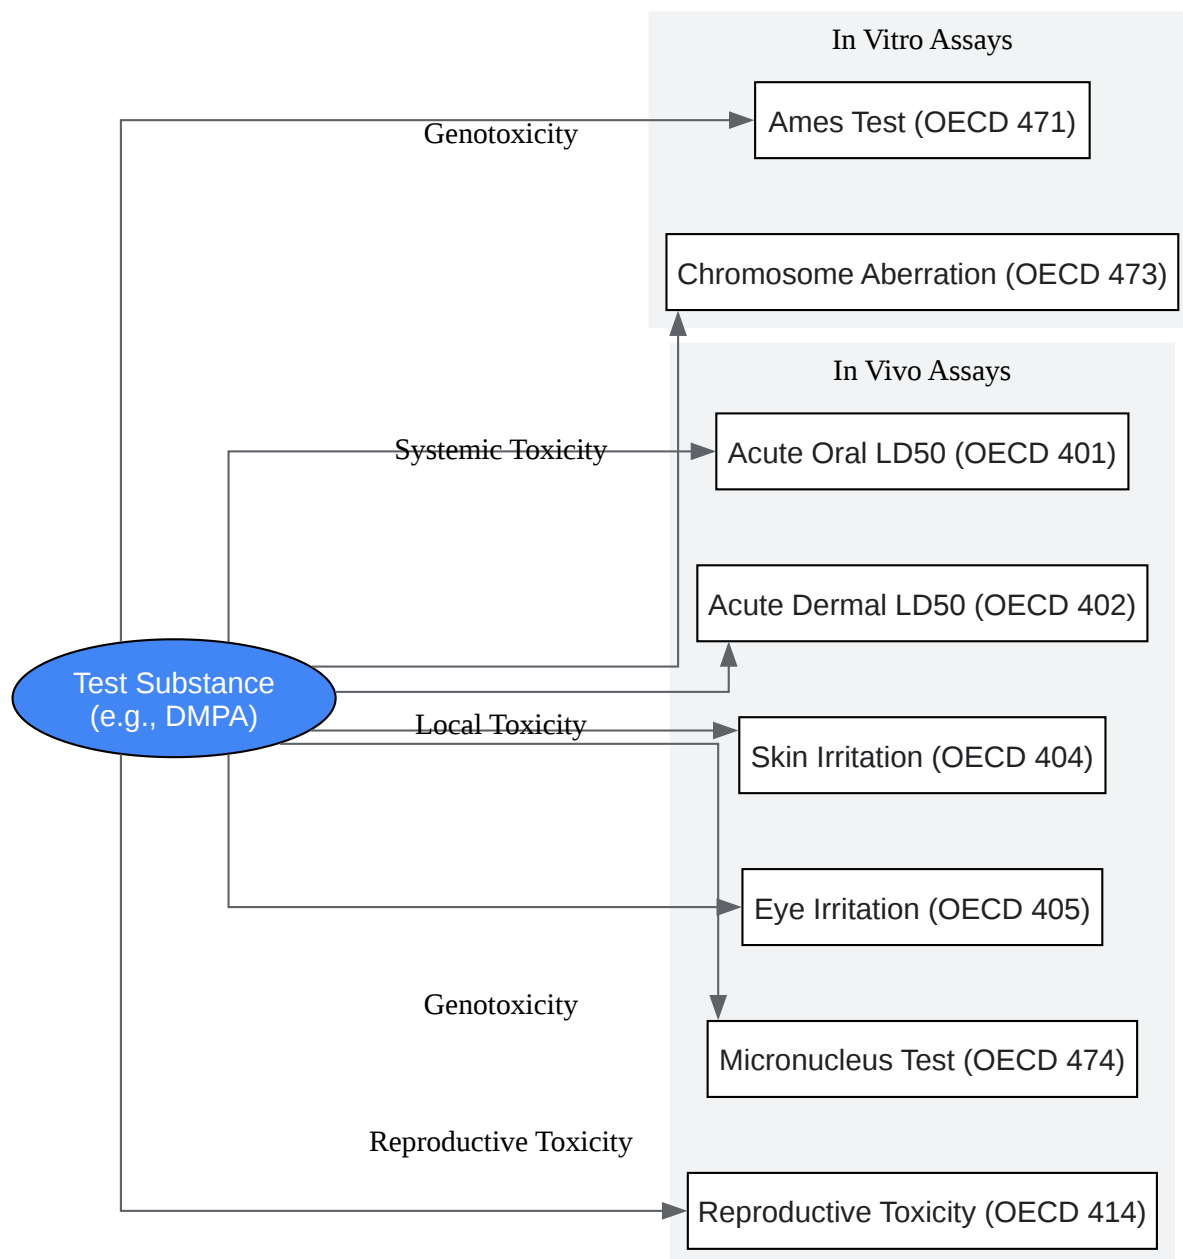 In Vitro Assays
Ames Test (OECD 471)
Genotoxicity
Chromosome Aberration (OECD 473)
In Vivo Assays
Systemic Toxicity
Acute Oral LD50 (OECD 401)
Acute Dermal LD50 (OECD 402)
Test Substance
(e.g., DMPA)
Local Toxicity
Skin Irritation (OECD 404)
Eye Irritation (OECD 405)
Genotoxicity
Micronucleus Test (OECD 474)
Reproductive Toxicity
Reproductive Toxicity (OECD 414)